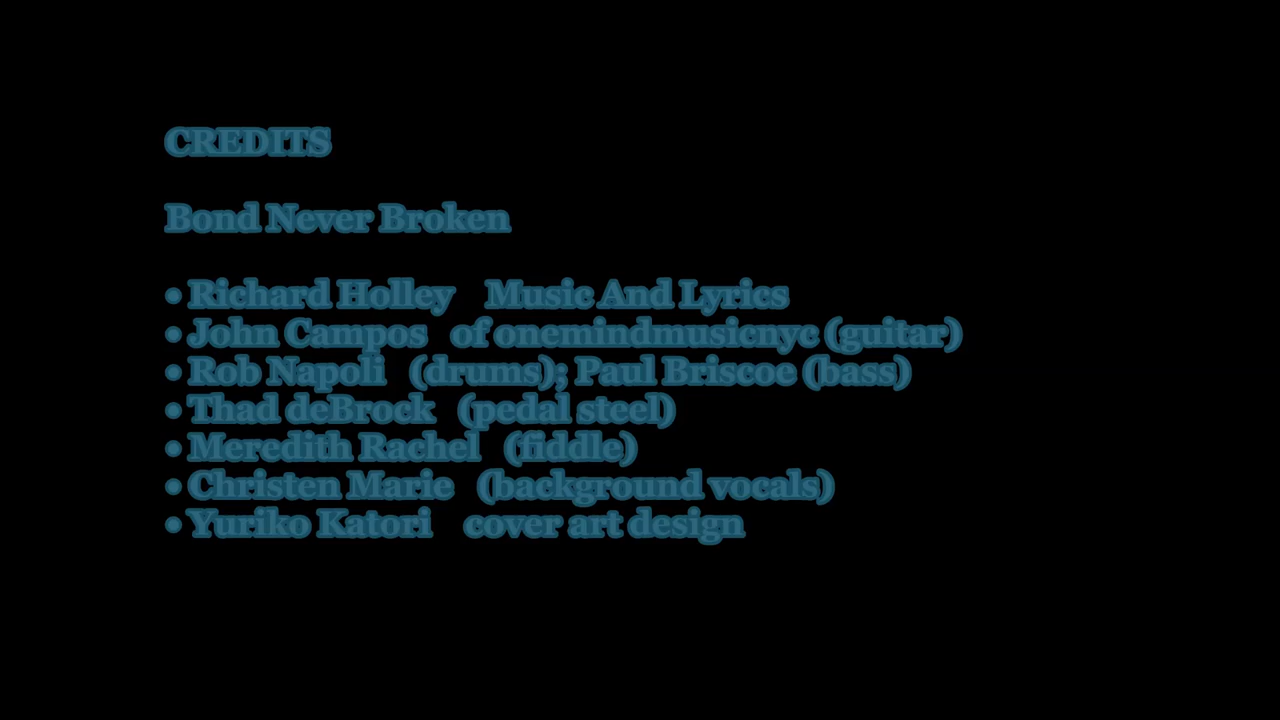 CREDITS
Bond Never Broken
• Richard Holley    Music And Lyrics
• John Campos   of onemindmusicnyc (guitar)
• Rob Napoli   (drums); Paul Briscoe (bass)
• Thad deBrock   (pedal steel)
• Meredith Rachel   (fiddle)
• Christen Marie   (background vocals)
• Yuriko Katori    cover art design